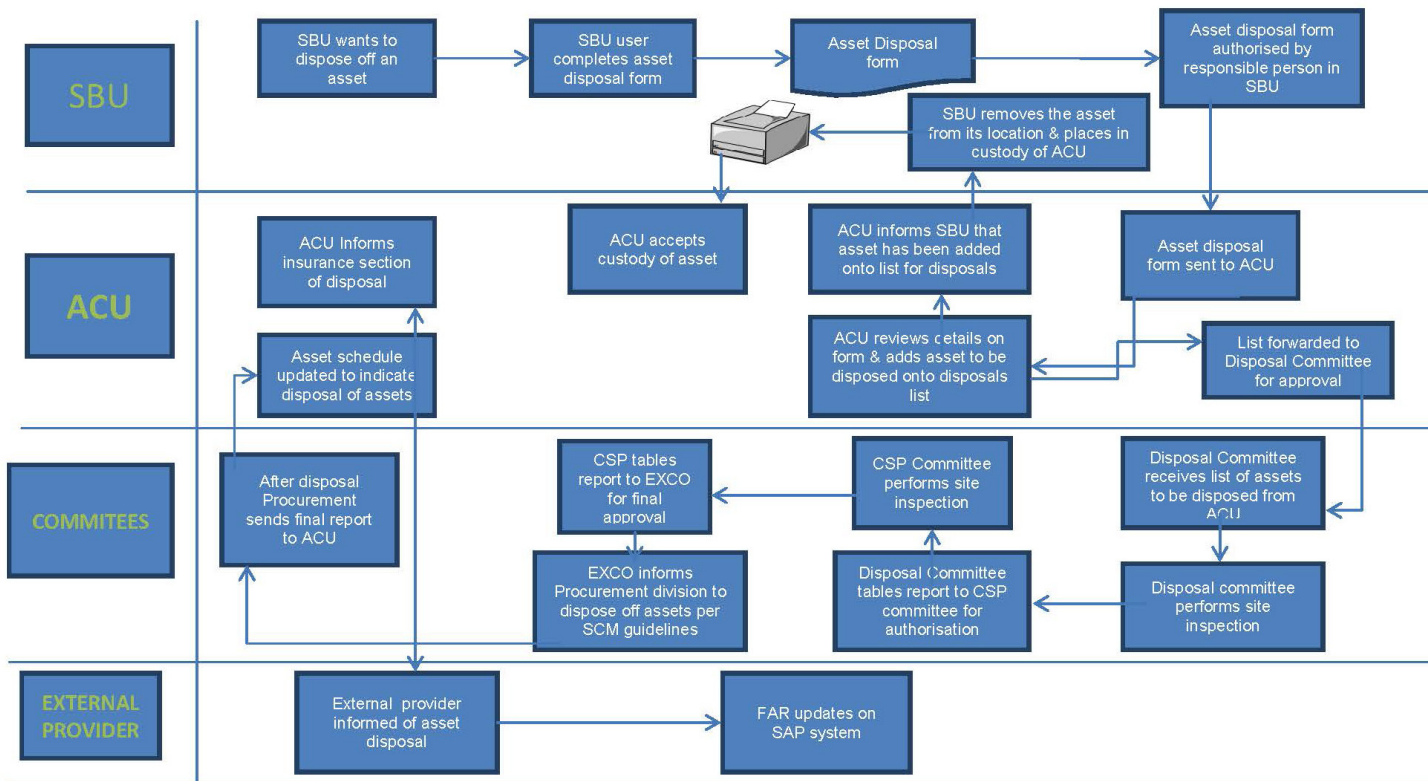 SBU
SBU wants to
dispose off an
asset
SBU user
completes asset
disposal form
Asset Disposal
form
Asset disposal form
authorised by
responsible person in
SBU
SBU removes the asset
from its location & places in
custody of ACU
ACU
ACU Informs
insurance section
of disposal
ACU accepts
custody of asset
ACU informs SBU that
asset has been added
onto list for disposals
Asset disposal
form sent to ACU
Asset schedule
updated to indicate
disposal of assets
ACU reviews details on
form & adds asset to be
disposed onto disposals
list
List forwarded to
Disposal Committee
for approval
COMMITEES
After disposal
Procurement
sends final report
to ACU
CSP tables
report to EXCO
for final
approval
CSP Committee
performs site
inspection
Disposal Committee
receives list of assets
to be disposed from
ACU
EXCO informs
Procurement division to
dispose off assets per
SCM guidelines
Disposal Committee
tables report to CSP
committee for
authorisation
Disposal committee
performs site
inspection
EXTERNAL
PROVIDER
External provider
informed of asset
disposal
FAR updates on
SAP system